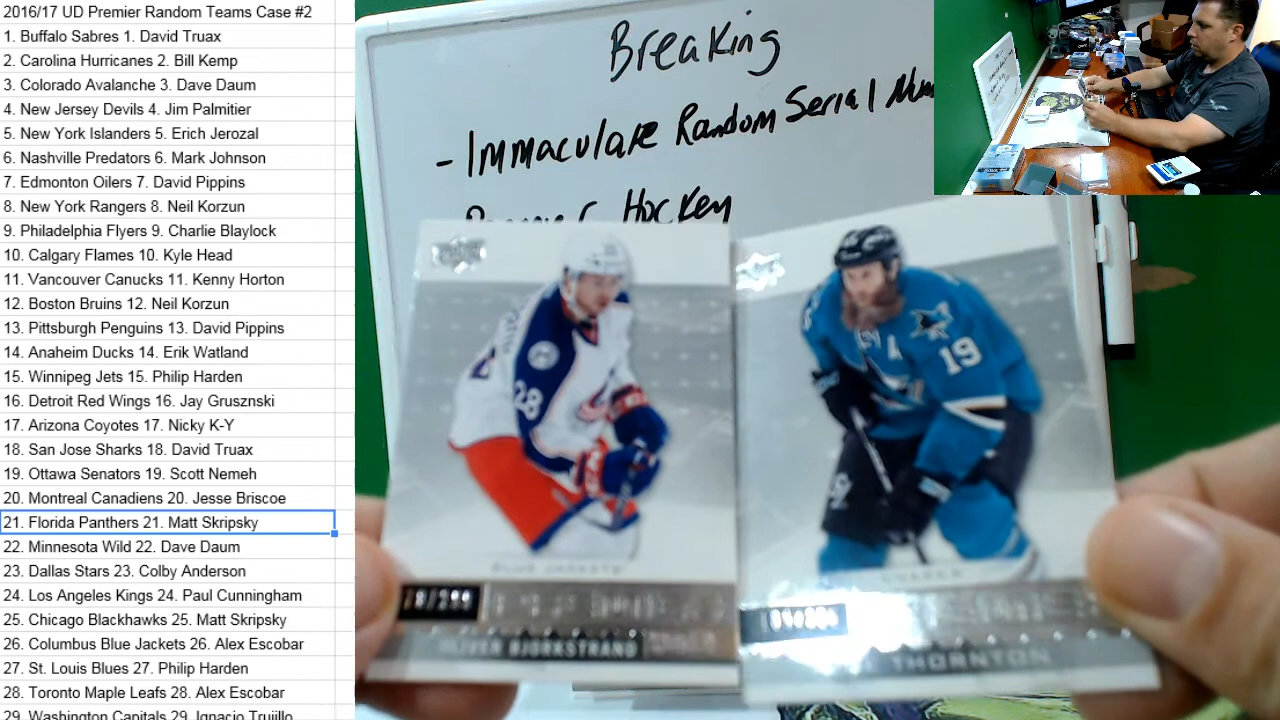 2016/17 UD Premier Random Teams Case #2
1. Buffalo Sabres 1. David Truax
2. Carolina Hurricanes 2. Bill Kemp
3. Colorado Avalanche 3. Dave Daum
4. New Jersey Devils 4. Jim Palmitier
5. New York Islanders 5. Erich Jerozal
6. Nashville Predators 6. Mark Johnson
7. Edmonton Oilers 7. David Pippins
8. New York Rangers 8. Neil Korzun
9. Philadelphia Flyers 9. Charlie Blaylock
10. Calgary Flames 10. Kyle Head
11. Vancouver Canucks 11. Kenny Horton
12. Boston Bruins 12. Neil Korzun
13. Pittsburgh Penguins 13. David Pippins
14. Anaheim Ducks 14. Erik Watland
15. Winnipeg Jets 15. Philip Harden
16. Detroit Red Wings 16. Jay Grusznski
17. Arizona Coyotes 17. Nicky K-Y
18. San Jose Sharks 18. David Truax
19. Ottawa Senators 19. Scott Nemeh
20. Montreal Canadiens 20. Jesse Briscoe
21. Florida Panthers 21. Matt Skripsky
22. Minnesota Wild 22. Dave Daum
23. Dallas Stars 23. Colby Anderson
24. Los Angeles Kings 24. Paul Cunningham
25. Chicago Blackhawks 25. Matt Skripsky
26. Columbus Blue Jackets 26. Alex Escobar
27. St. Louis Blues 27. Philip Harden
28. Toronto Maple Leafs 28. Alex Escobar
29. Washington Capitals 29. Ignacio Trujillo
Breaking
- Immaculate Random Serial Num
Hockey
28
19
BLUE JACKETS
SHARKS
OLIVER BJORKSTRAND
THORNTON